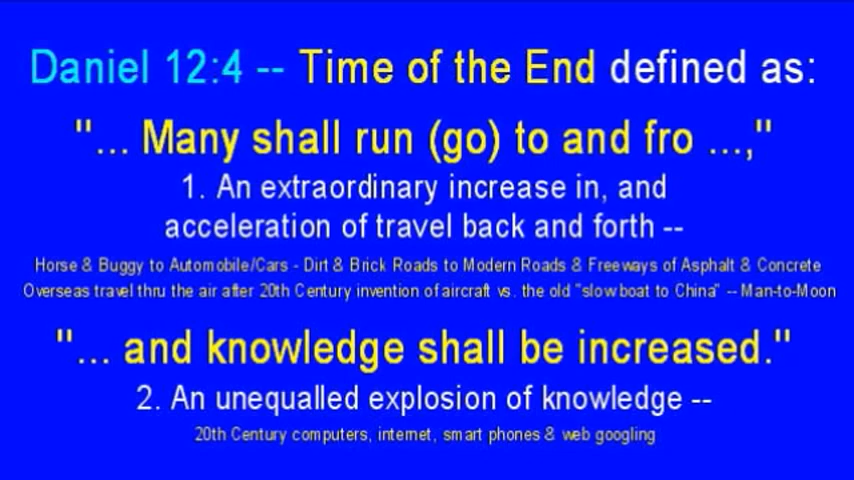 Daniel 12:4 -- Time of the End defined as:
"... Many shall run (go) to and fro ...,"
1. An extraordinary increase in, and
acceleration of travel back and forth --
Horse & Buggy to Automobile/Cars - Dirt & Brick Roads to Modern Roads & Freeways of Asphalt & Concrete
Overseas travel thru the air after 20th Century invention of aircraft vs. the old "slow boat to China" -- Man-to-Moon
"... and knowledge shall be increased."
2. An unequalled explosion of knowledge --
20th Century computers, internet, smart phones & web googling